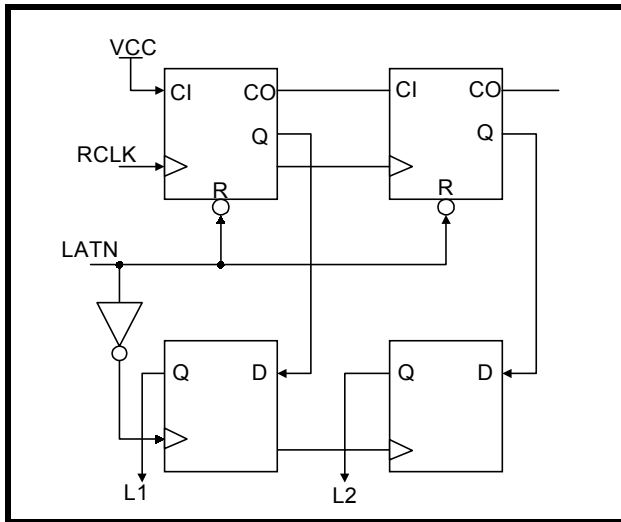 VCC
CI CO CI CO
Q Q
RCLK
R R
LATN
Q D Q D
L1 L2